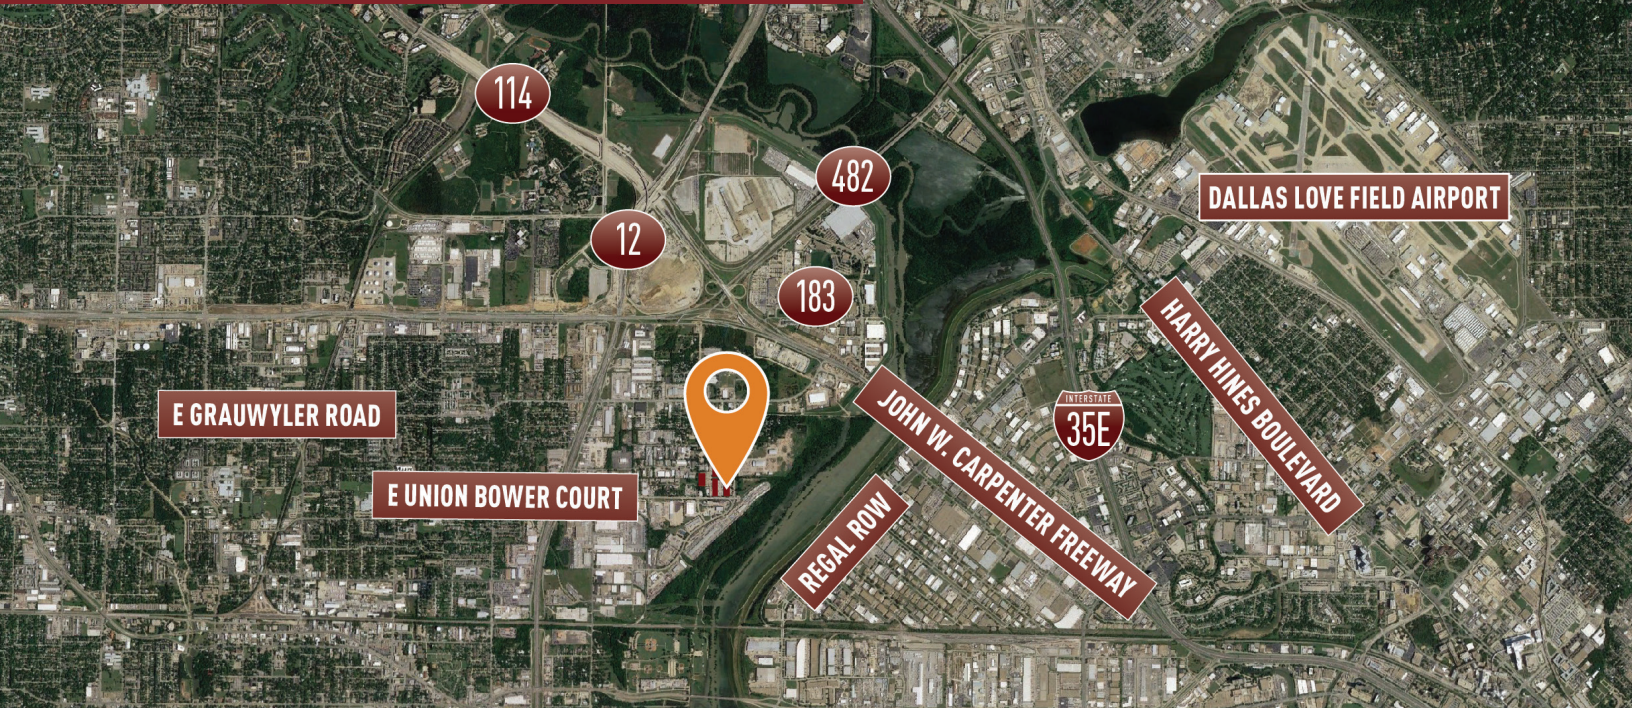 114
482
DALLAS LOVE FIELD AIRPORT
12
183
HARRY HINES BOULEVARD
E GRAUWYLER ROAD
JOHN W. CARPENTER FREEWAY
INTERSTATE
35E
E UNION BOWER COURT
REGAL ROW